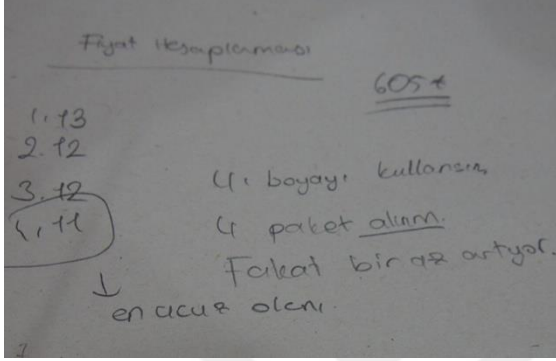 Fiyat Hesaplaması
605 t
1. 13
2. 12
3. 12
4. 11
4. boyayı kullansın
4 paket alınır.
Fakat biraz artıyor.
↓
en ucuz olanı.